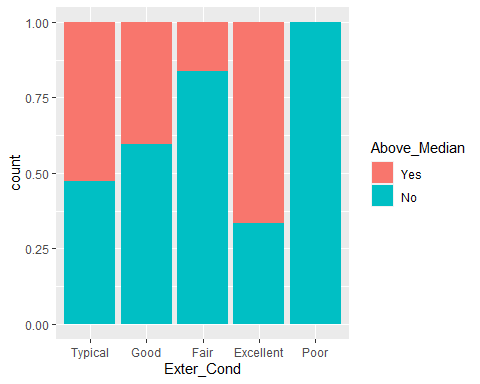 1.00
0.75
0.50
0.25
0.00
count
Typical Good Fair Excellent Poor
Exter_Cond
Above_Median
Yes
No